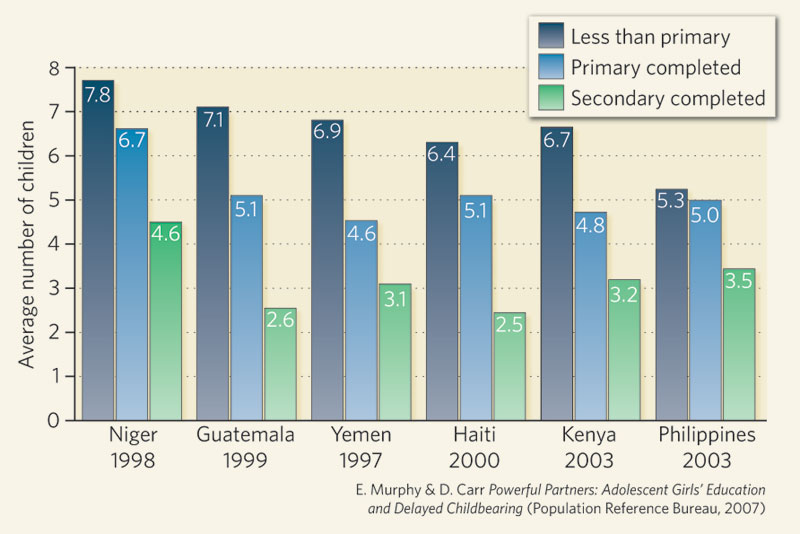 Less than primary
Primary completed
Secondary completed
Average number of children
8
7
6
5
4
3
2
1
0
7.8
6.7
4.6
7.1
5.1
2.6
6.9
4.6
3.1
6.4
5.1
2.5
6.7
4.8
3.2
5.3
5.0
3.5
Niger
1998
Guatemala
1999
Yemen
1997
Haiti
2000
Kenya
2003
Philippines
2003
E. Murphy & D. Carr Powerful Partners: Adolescent Girls’ Education
and Delayed Childbearing (Population Reference Bureau, 2007)